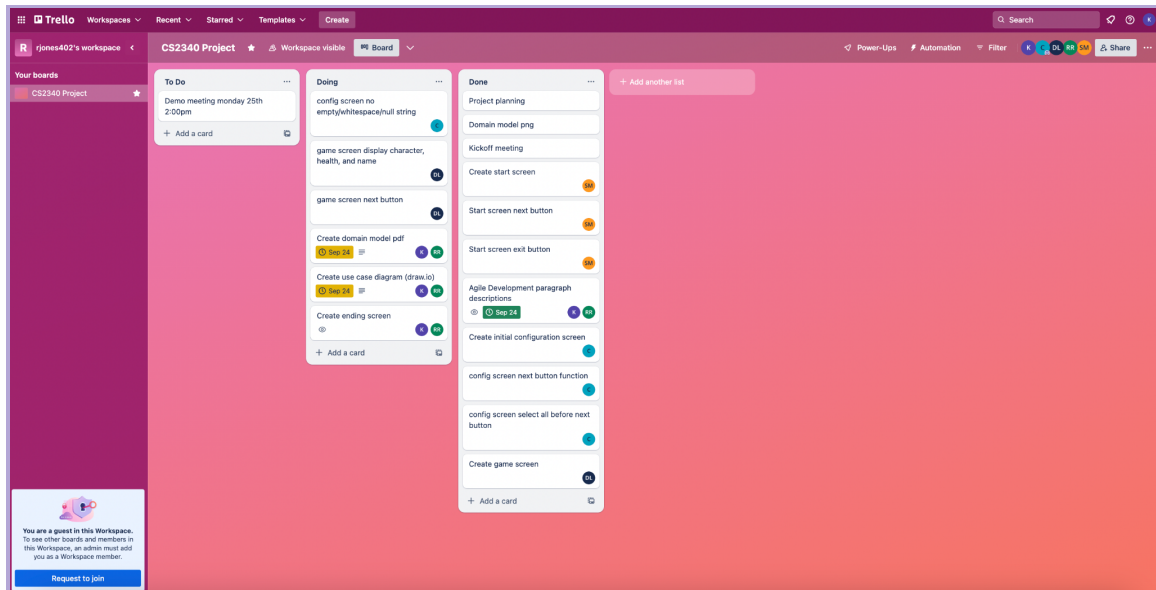 Trello Workspaces Recent Starred Templates Create Search
R rjones402's workspace CS2340 Project Workspace visible Board Power-Ups Automation Filter K C DL RR SM Share
Your boards
CS2340 Project
You are a guest in this Workspace.
To see other boards and members in
this Workspace, an admin must add
you as a Workspace member.
Request to join
To Do
Demo meeting monday 25th
2:00pm
+ Add a card
Doing
config screen no
empty/whitespace/null string
C
game screen display character,
health, and name
DL
game screen next button
DL
Create domain model pdf
Sep 24 K RR
Create use case diagram (draw.io)
Sep 24 K RR
Create ending screen
K RR
+ Add a card
Done
Project planning
Domain model png
Kickoff meeting
Create start screen
SM
Start screen next button
SM
Start screen exit button
SM
Agile Development paragraph
descriptions
Sep 24 K RR
Create initial configuration screen
C
config screen next button function
C
config screen select all before next
button
C
Create game screen
DL
+ Add a card
+ Add another list
K